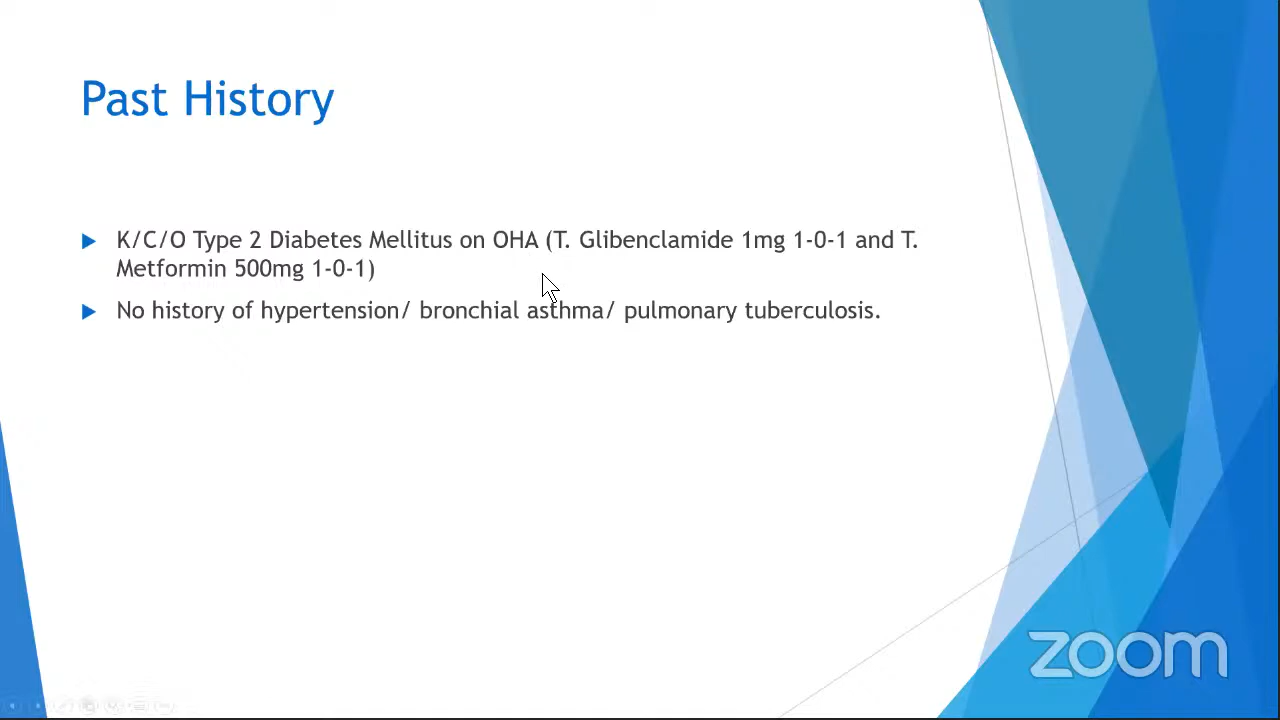 Past History
K/C/O Type 2 Diabetes Mellitus on OHA (T. Glibenclamide 1mg 1-0-1 and T.
Metformin 500mg 1-0-1)
No history of hypertension/ bronchial asthma/ pulmonary tuberculosis.
zoom